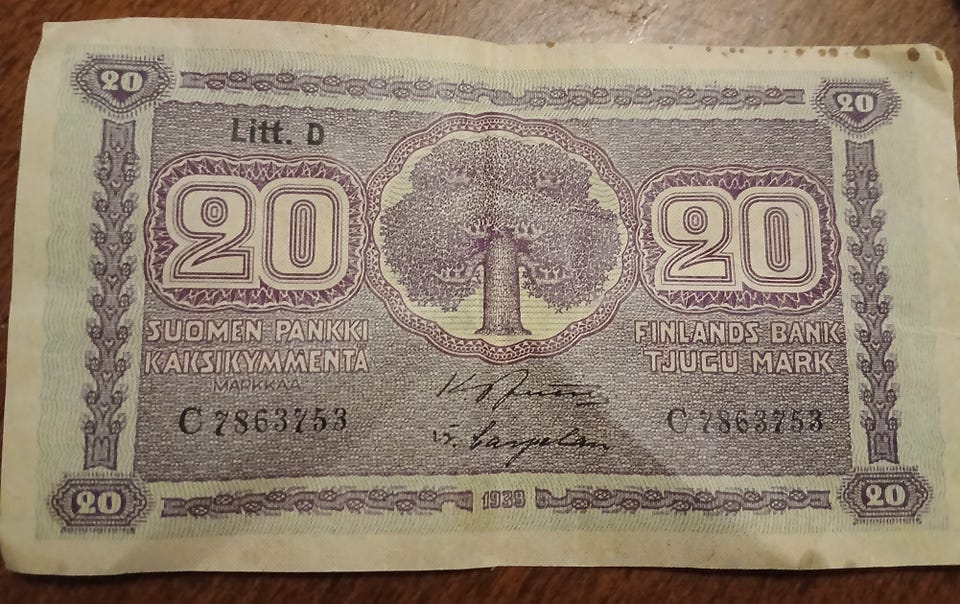 20 20
Litt. D
20 20
SUOMEN PANKKI FINLANDS BANK
KAKSIKYMMENTÄ TJUGU MARK
MARKKAA
C 7863753 C 7863753
20 1939 20